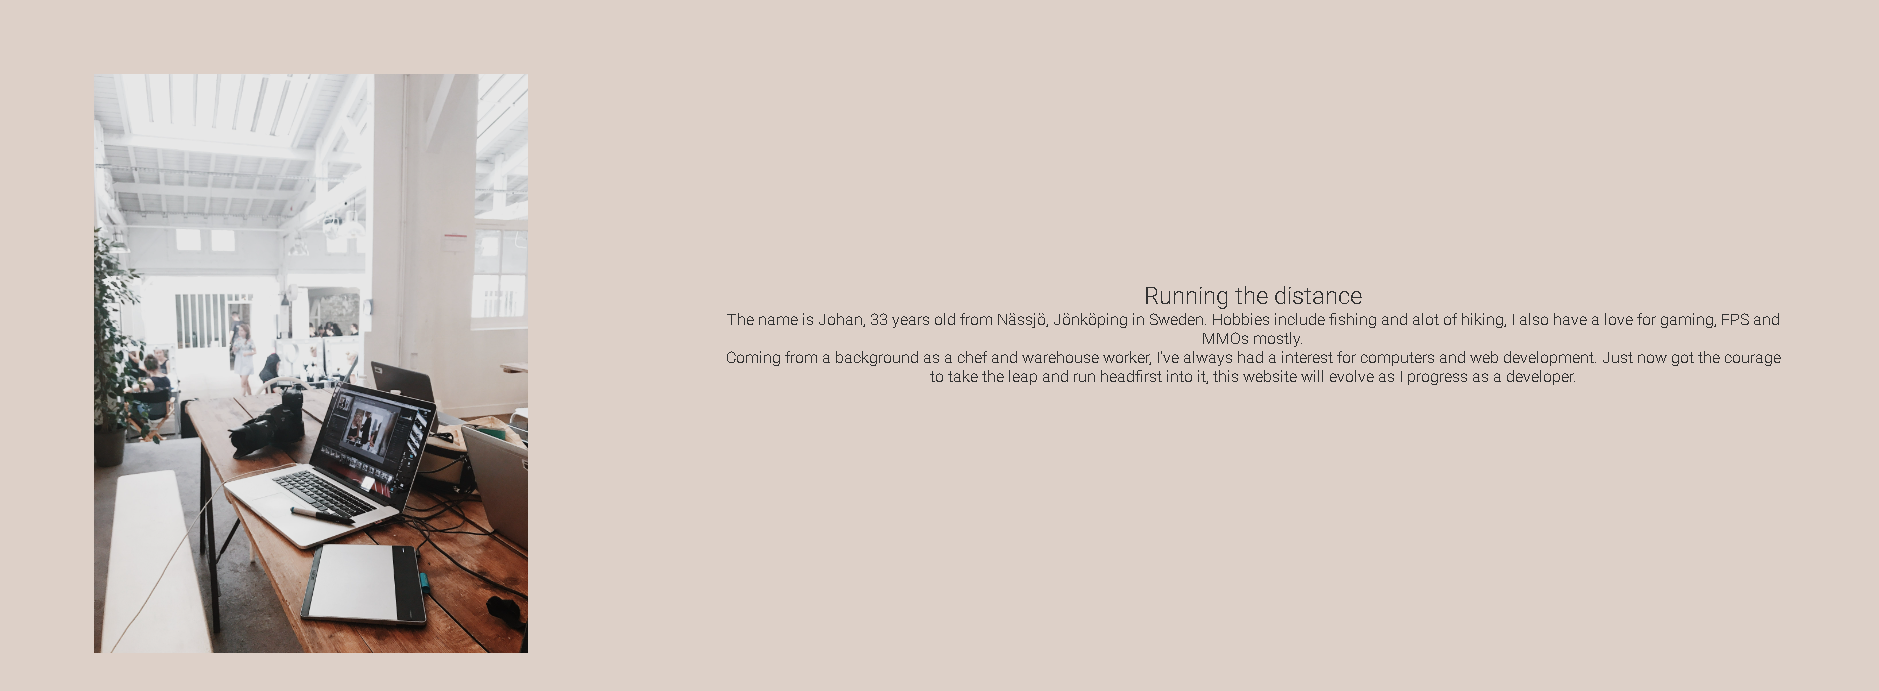 Running the distance
The name is Johan, 33 years old from Nässjö, Jönköping in Sweden. Hobbies include fishing and alot of hiking, I also have a love for gaming, FPS and
MMOs mostly.
Coming from a background as a chef and warehouse worker, I've always had a interest for computers and web development. Just now got the courage
to take the leap and run headfirst into it, this website will evolve as I progress as a developer.